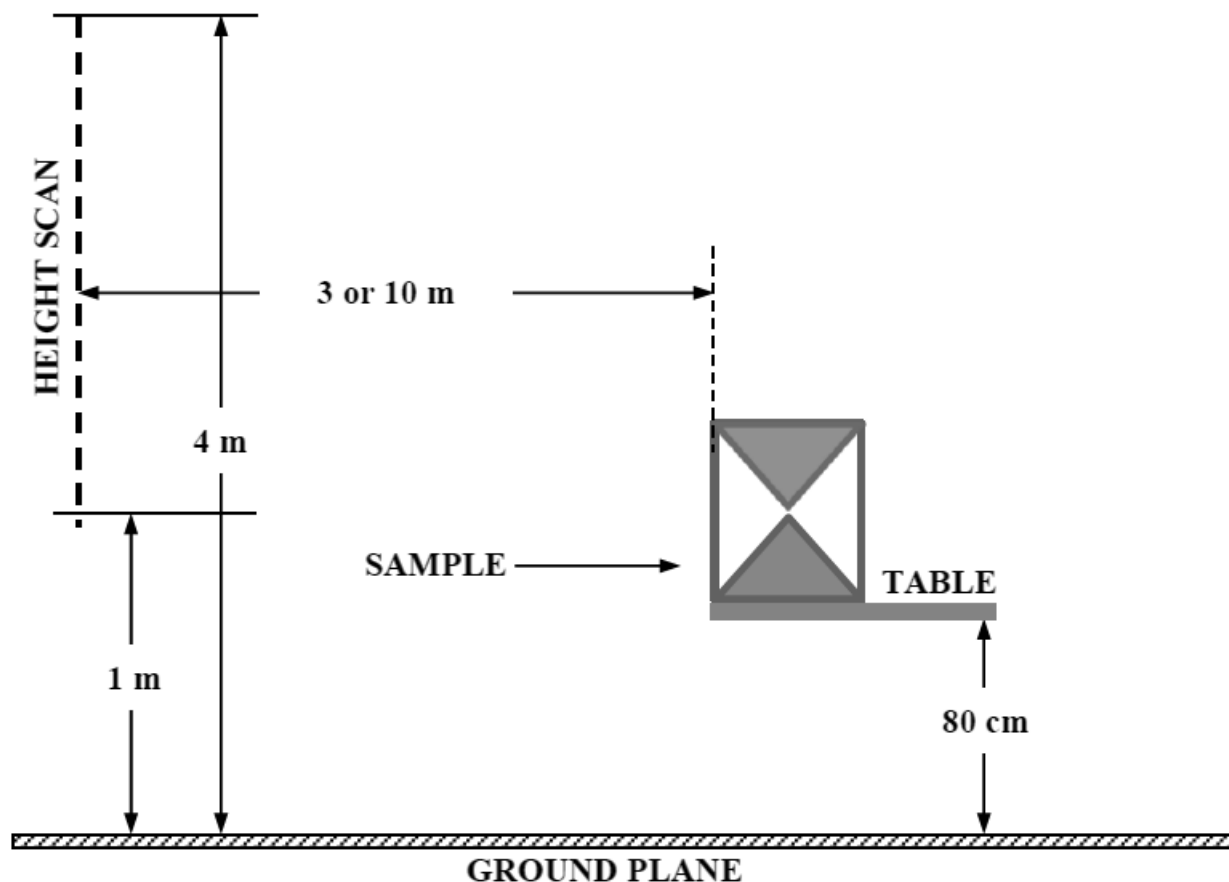 HEIGHT SCAN
3 or 10 m
4 m
SAMPLE
TABLE
1 m
80 cm
GROUND PLANE